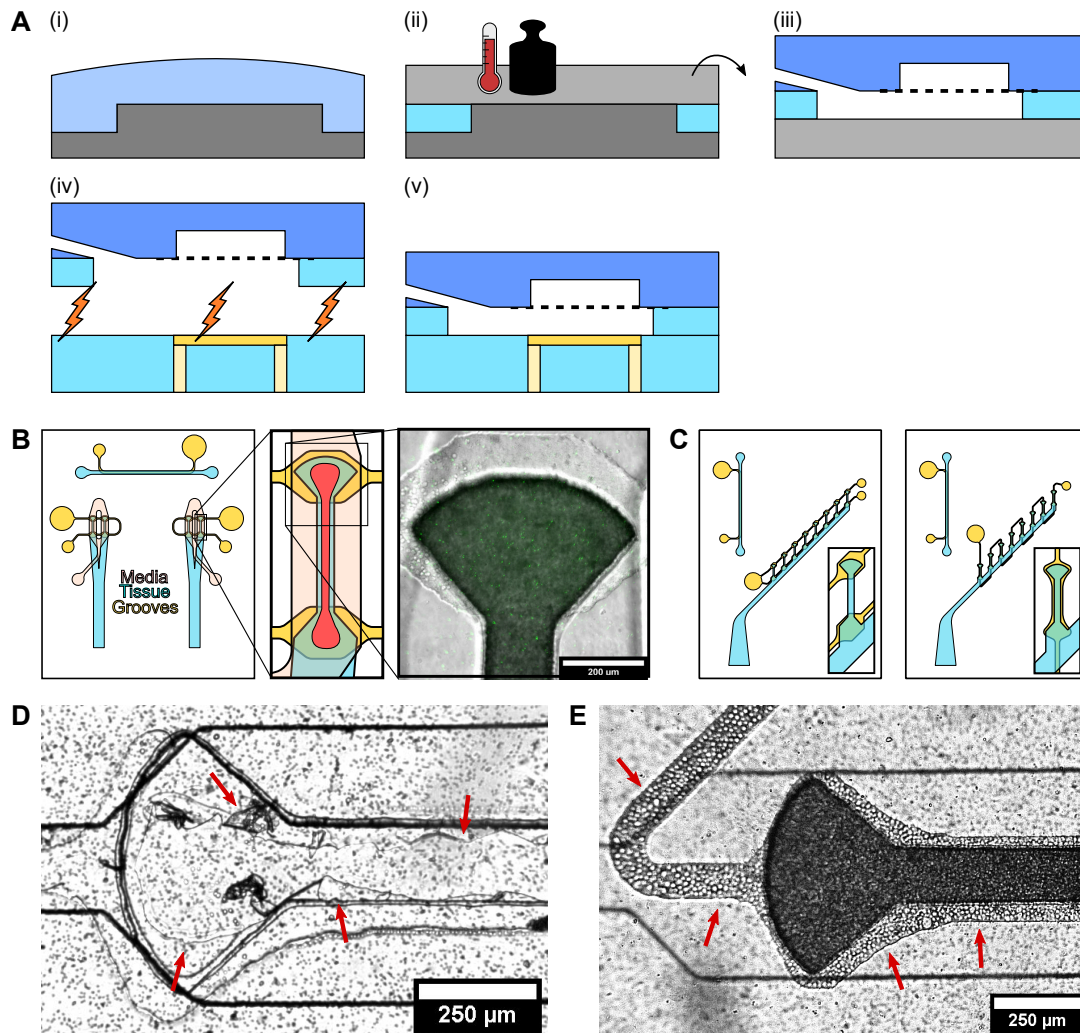 A
(i)
(ii)
(iii)
(iv)
(v)
B
Media
Tissue
Grooves
200 µm
C
D
250 µm
E
250 µm